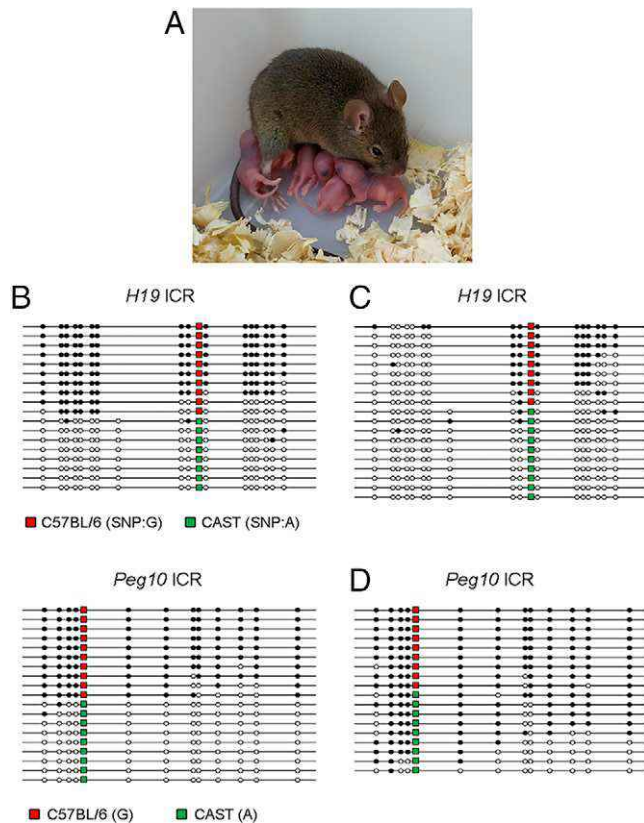 A
B
H19 ICR
C
H19 ICR
C57BL/6 (SNP:G) CAST (SNP:A)
Peg10 ICR
D
Peg10 ICR
C57BL/6 (G) CAST (A)